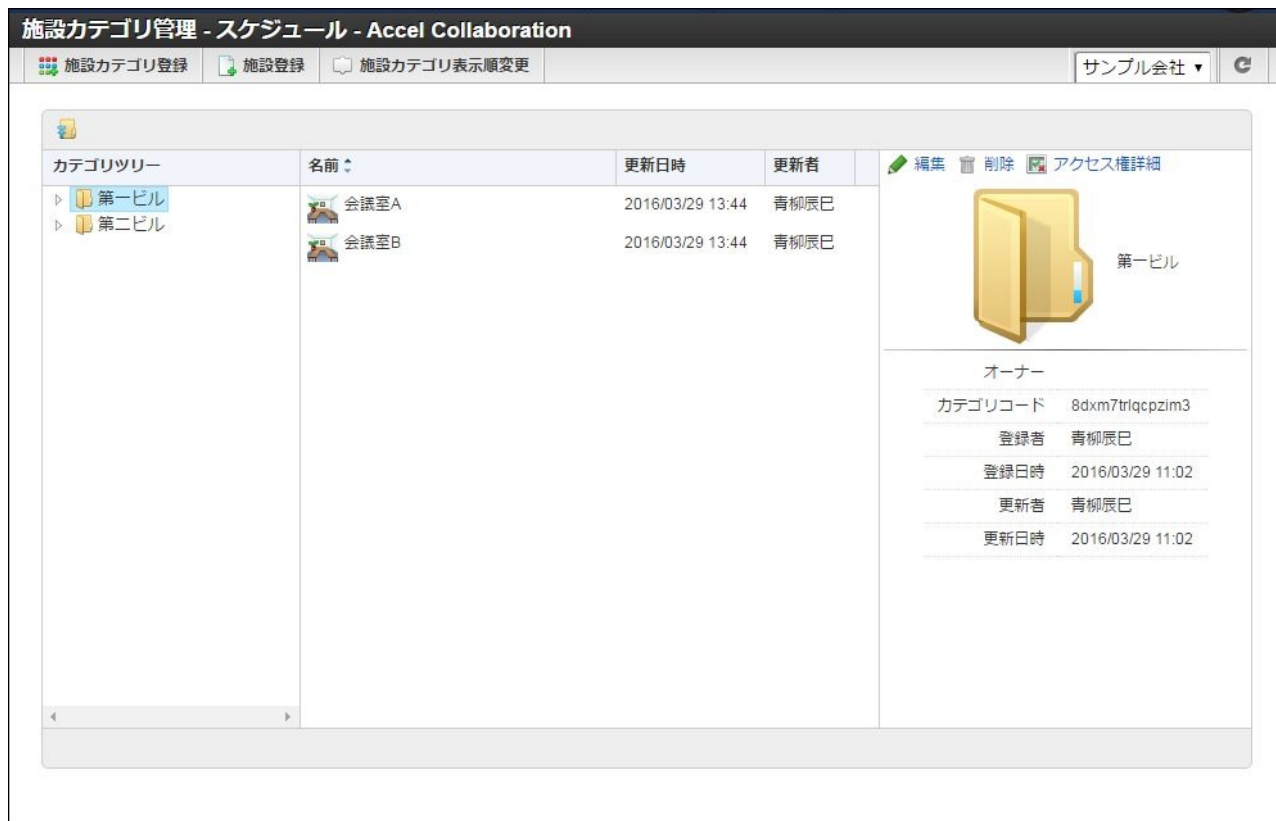 施設カテゴリ管理 - スケジュール - Accel Collaboration
施設カテゴリ登録 施設登録 施設カテゴリ表示順変更 サンプル会社
カテゴリツリー 名前 更新日時 更新者 編集 削除 アクセス権詳細
第一ビル
第二ビル
会議室A 2016/03/29 13:44 青柳辰巳
会議室B 2016/03/29 13:44 青柳辰巳
第一ビル
オーナー
カテゴリコード 8dxm7trlqcpzim3
登録者 青柳辰巳
登録日時 2016/03/29 11:02
更新者 青柳辰巳
更新日時 2016/03/29 11:02